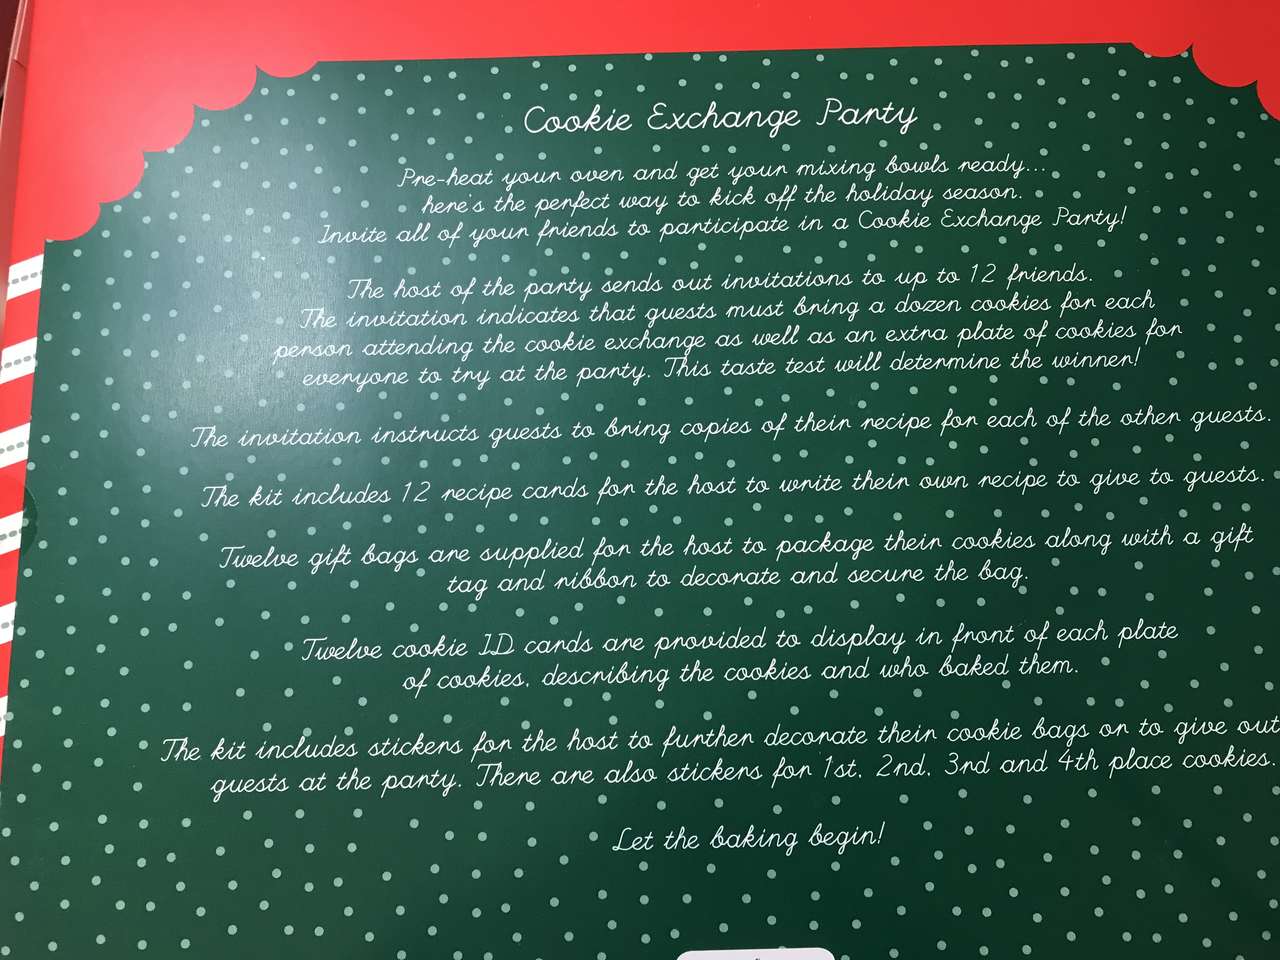 Cookie Exchange Party
Pre-heat your oven and get your mixing bowls ready...
here's the perfect way to kick off the holiday season.
Invite all of your friends to participate in a Cookie Exchange Party!
The host of the party sends out invitations to up to 12 friends.
The invitation indicates that guests must bring a dozen cookies for each
person attending the cookie exchange as well as an extra plate of cookies for
everyone to try at the party. This taste test will determine the winner!
The invitation instructs guests to bring copies of their recipe for each of the other guests.
The kit includes 12 recipe cards for the host to write their own recipe to give to guests.
Twelve gift bags are supplied for the host to package their cookies along with a gift
tag and ribbon to decorate and secure the bag.
Twelve cookie ID cards are provided to display in front of each plate
of cookies, describing the cookies and who baked them.
The kit includes stickers for the host to further decorate their cookie bags or to give out
guests at the party. There are also stickers for 1st, 2nd, 3rd and 4th place cookies.
Let the baking begin!